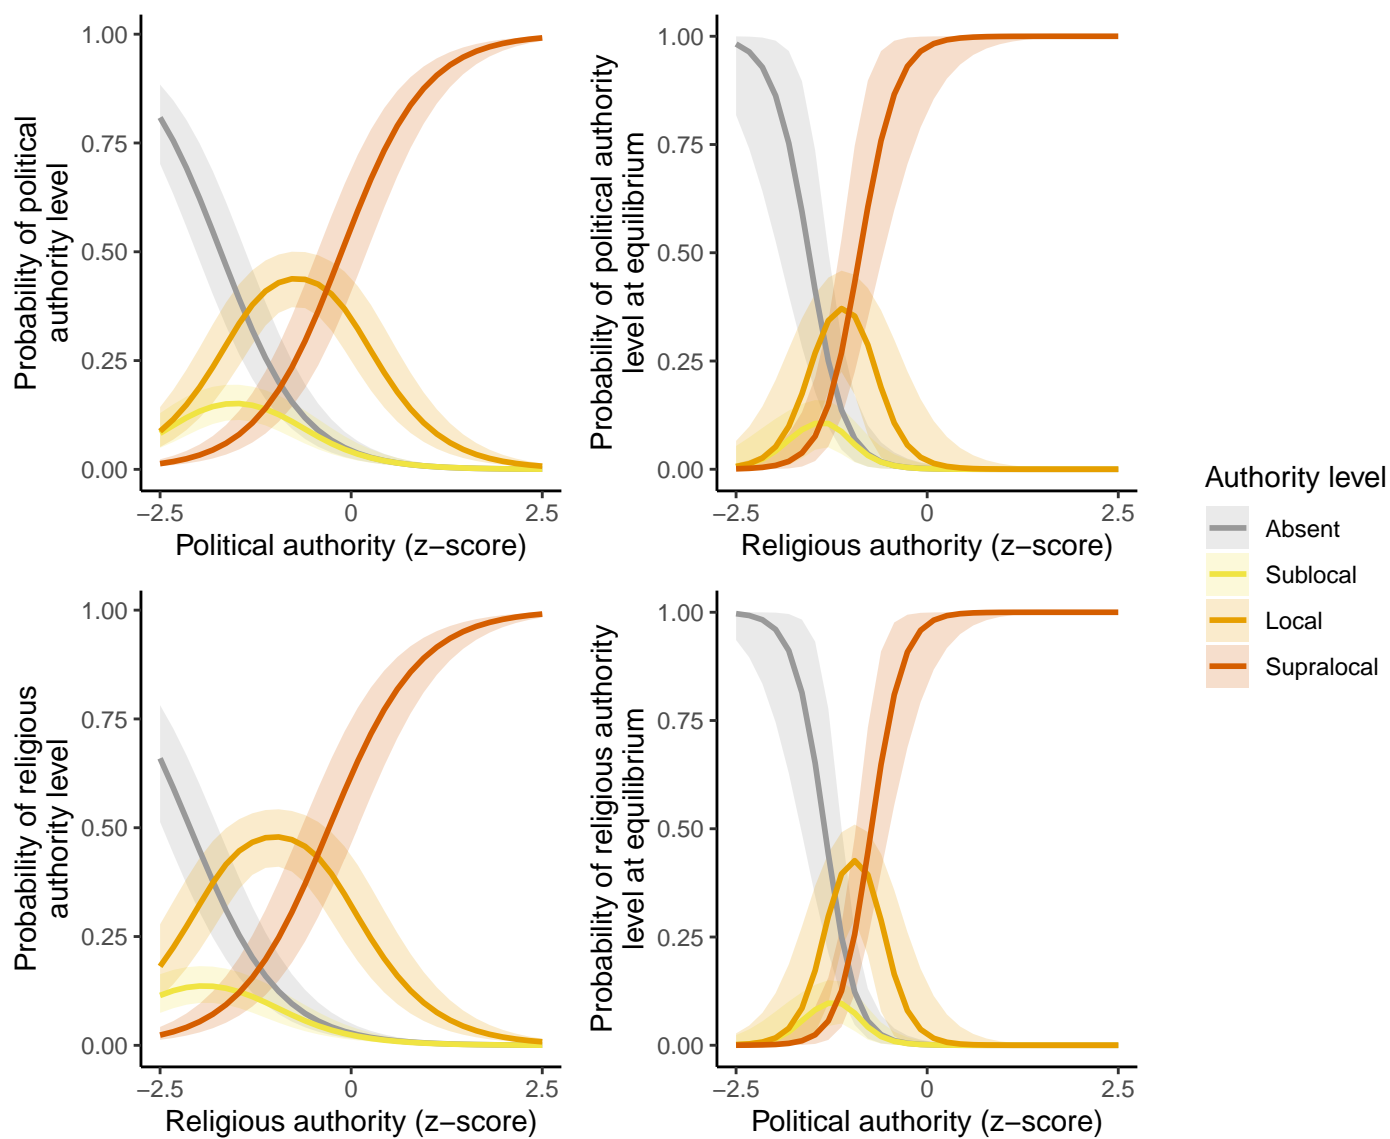 Probability of political
authority level
1.00
0.75
0.50
0.25
0.00
−2.5
0
2.5
Political authority (z−score)
Probability of political authority
level at equilibrium
1.00
0.75
0.50
0.25
0.00
−2.5
0
2.5
Religious authority (z−score)
Probability of religious
authority level
1.00
0.75
0.50
0.25
0.00
−2.5
0
2.5
Religious authority (z−score)
Probability of religious authority
level at equilibrium
1.00
0.75
0.50
0.25
0.00
−2.5
0
2.5
Political authority (z−score)
Authority level
Absent
Sublocal
Local
Supralocal